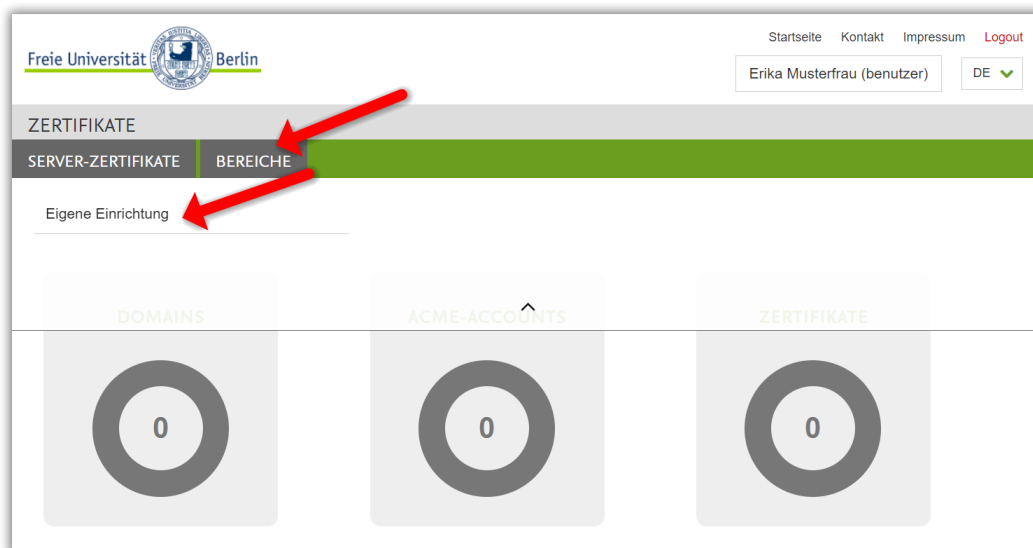 Startseite Kontakt Impressum Logout
Freie Universität Berlin
Erika Musterfrau (benutzer) DE
ZERTIFIKATE
SERVER-ZERTIFIKATE BEREICHE
Eigene Einrichtung
DOMAINS ACME-ACCOUNTS ZERTIFIKATE
0 0 0